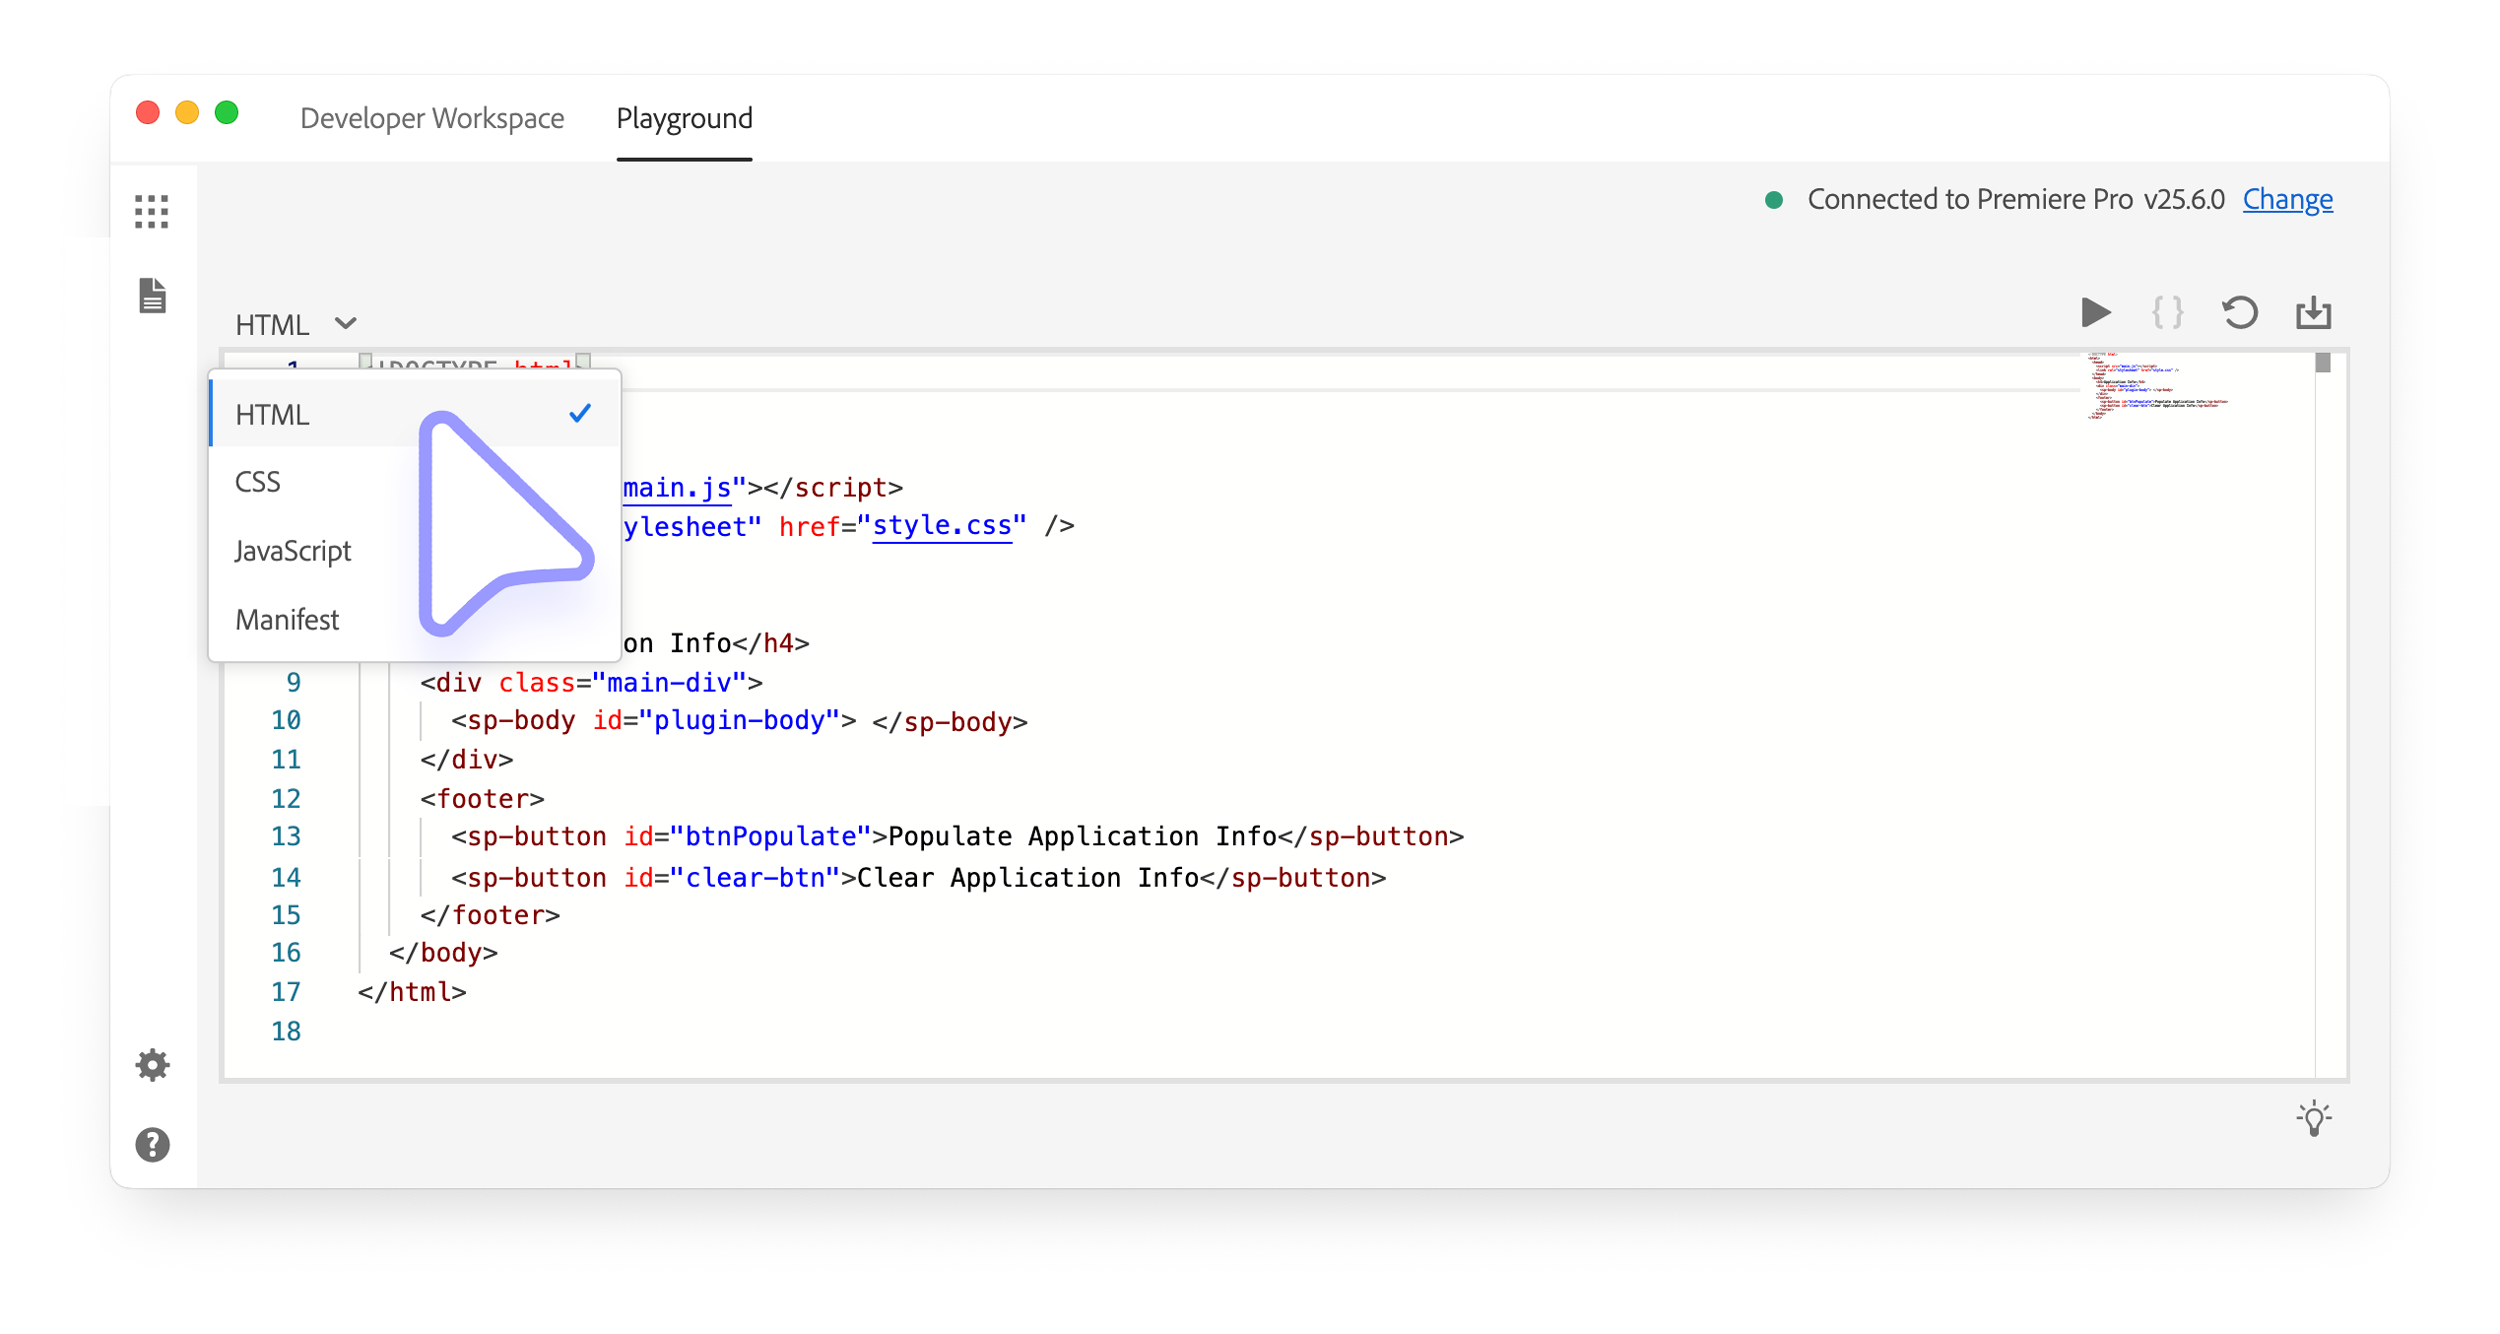 Developer Workspace Playground
Connected to Premiere Pro v25.6.0 Change
HTML
1 <!DOCTYPE html>
HTML
CSS
main.js"></script>
ylesheet" href="style.css" />
JavaScript
Manifest
on Info</h4>
9 <div class="main-div">
10 <sp-body id="plugin-body"> </sp-body>
11 </div>
12 <footer>
13 <sp-button id="btnPopulate">Populate Application Info</sp-button>
14 <sp-button id="clear-btn">Clear Application Info</sp-button>
15 </footer>
16 </body>
17 </html>
18